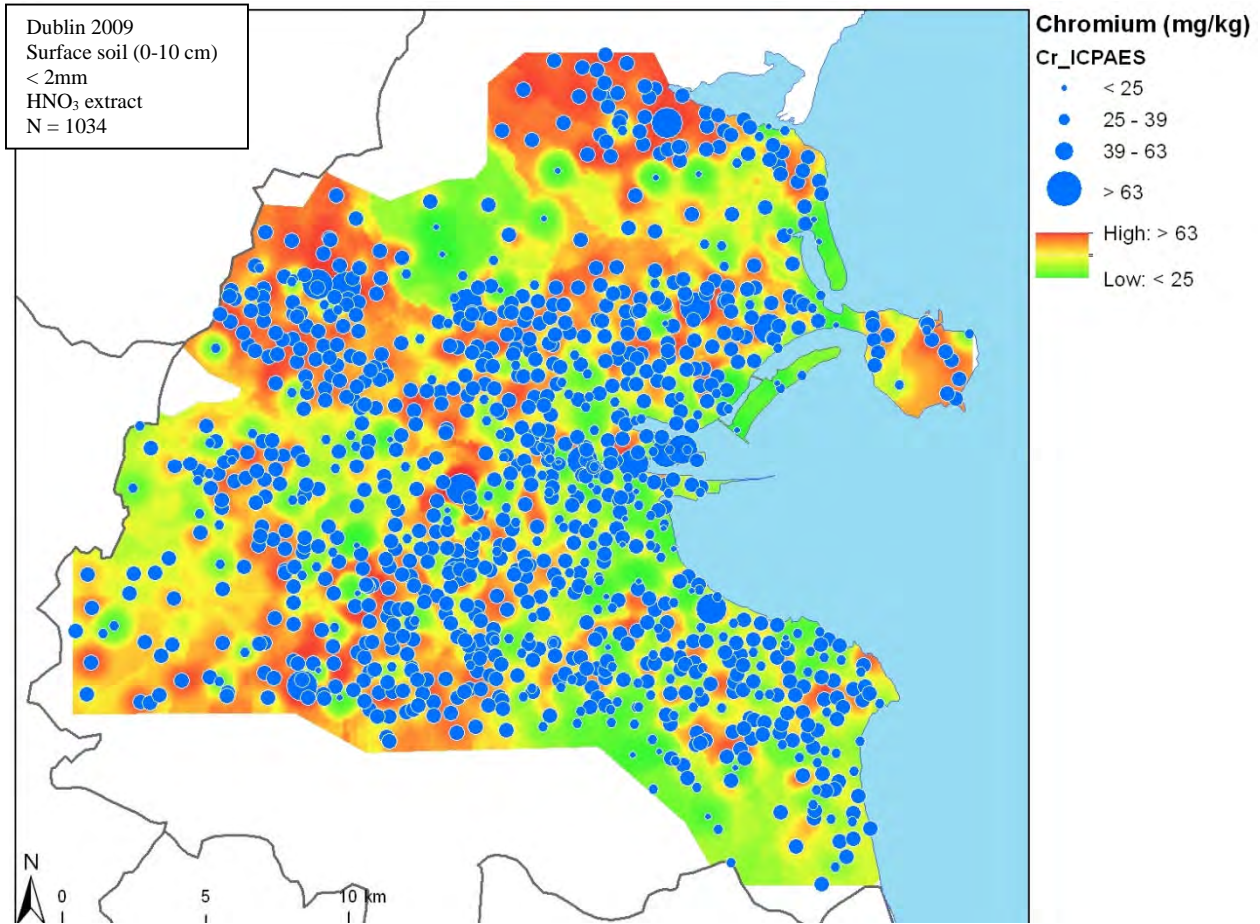 Dublin 2009
Surface soil (0-10 cm)
< 2mm
HNO₃ extract
N = 1034
Chromium (mg/kg)
Cr_ICPAES
< 25
25 - 39
39 - 63
> 63
High: > 63
Low: < 25
N
0 5 10 km